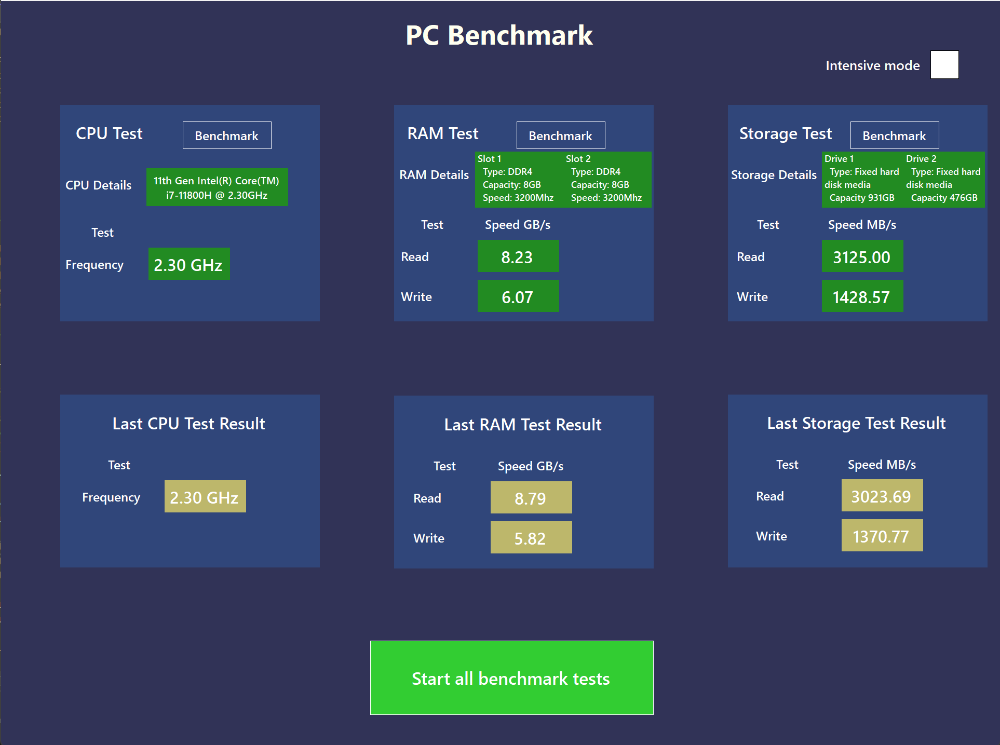 PC Benchmark
Intensive mode
CPU Test
Benchmark
CPU Details
11th Gen Intel(R) Core(TM)
i7-11800H @ 2.30GHz
Test
Frequency
2.30 GHz
RAM Test
Benchmark
RAM Details
Slot 1
Type: DDR4
Capacity: 8GB
Speed: 3200Mhz
Slot 2
Type: DDR4
Capacity: 8GB
Speed: 3200Mhz
Test
Speed GB/s
Read
8.23
Write
6.07
Storage Test
Benchmark
Storage Details
Drive 1
Type: Fixed hard
disk media
Capacity 931GB
Drive 2
Type: Fixed hard
disk media
Capacity 476GB
Test
Speed MB/s
Read
3125.00
Write
1428.57
Last CPU Test Result
Test
Frequency
2.30 GHz
Last RAM Test Result
Test
Speed GB/s
Read
8.79
Write
5.82
Last Storage Test Result
Test
Speed MB/s
Read
3023.69
Write
1370.77
Start all benchmark tests